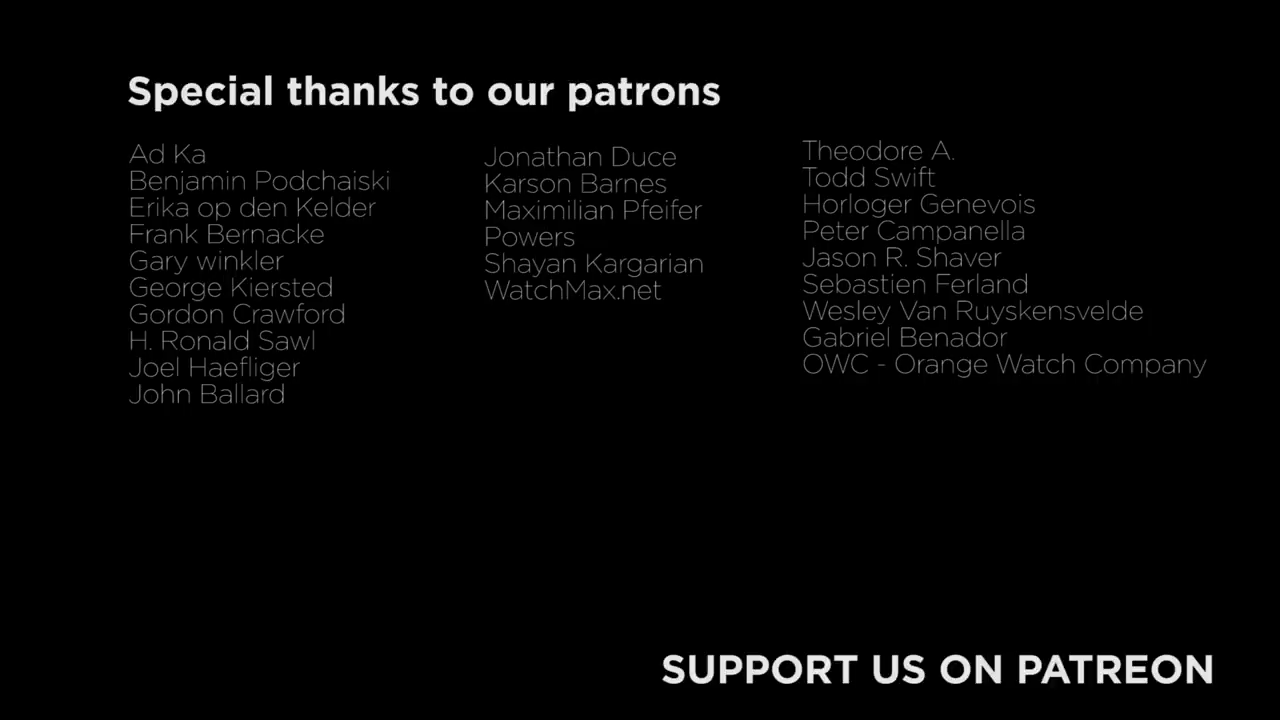 Special thanks to our patrons
Ad Ka
Benjamin Podchaiski
Erika op den Kelder
Frank Bernacke
Gary winkler
George Kiersted
Gordon Crawford
H. Ronald Sawl
Joel Haefliger
John Ballard
Jonathan Duce
Karson Barnes
Maximilian Pfeifer
Powers
Shayan Kargarian
WatchMax.net
Theodore A.
Todd Swift
Horloger Genevois
Peter Campanella
Jason R. Shaver
Sebastien Ferland
Wesley Van Ruyskensvelde
Gabriel Benador
OWC - Orange Watch Company
SUPPORT US ON PATREON